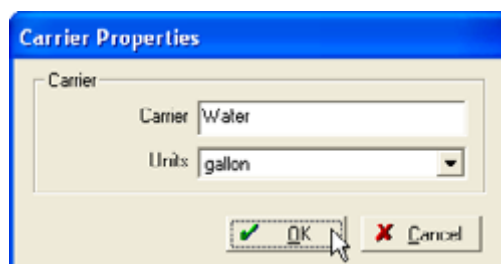 Carrier Properties
Carrier
Carrier Water
Units gallon
OK Cancel